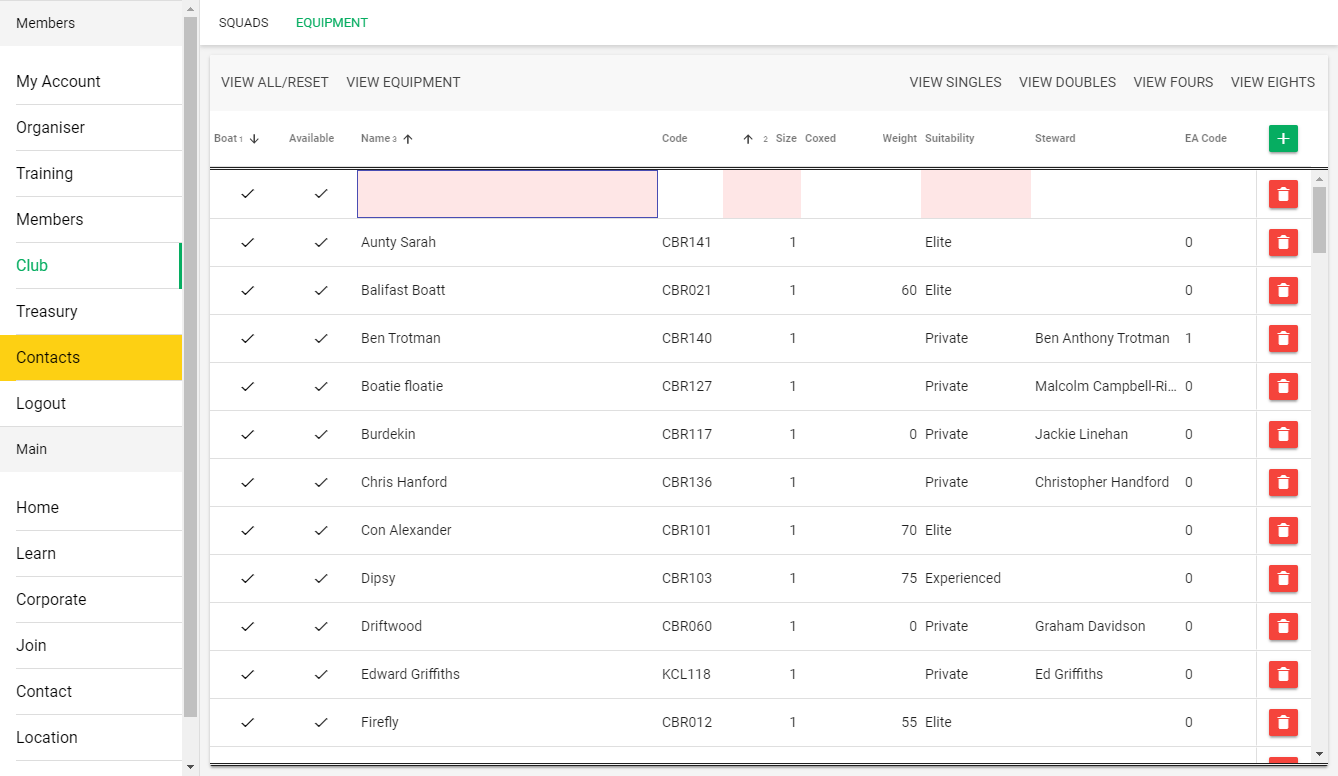 Members
My Account
Organiser
Training
Members
Club
Treasury
Contacts
Logout
Main
Home
Learn
Corporate
Join
Contact
Location
SQUADS EQUIPMENT
VIEW ALL/RESET VIEW EQUIPMENT VIEW SINGLES VIEW DOUBLES VIEW FOURS VIEW EIGHTS
Boat 1 Available Name 3 Code 2 Size Coxed Weight Suitability Steward EA Code
Aunty Sarah CBR141 1 Elite 0
Balifast Boatt CBR021 1 60 Elite 0
Ben Trotman CBR140 1 Private Ben Anthony Trotman 1
Boatie floatie CBR127 1 Private Malcolm Campbell-Ri... 0
Burdekin CBR117 1 0 Private Jackie Linehan 0
Chris Hanford CBR136 1 Private Christopher Handford 0
Con Alexander CBR101 1 70 Elite 0
Dipsy CBR103 1 75 Experienced 0
Driftwood CBR060 1 0 Private Graham Davidson 0
Edward Griffiths KCL118 1 Private Ed Griffiths 0
Firefly CBR012 1 55 Elite 0